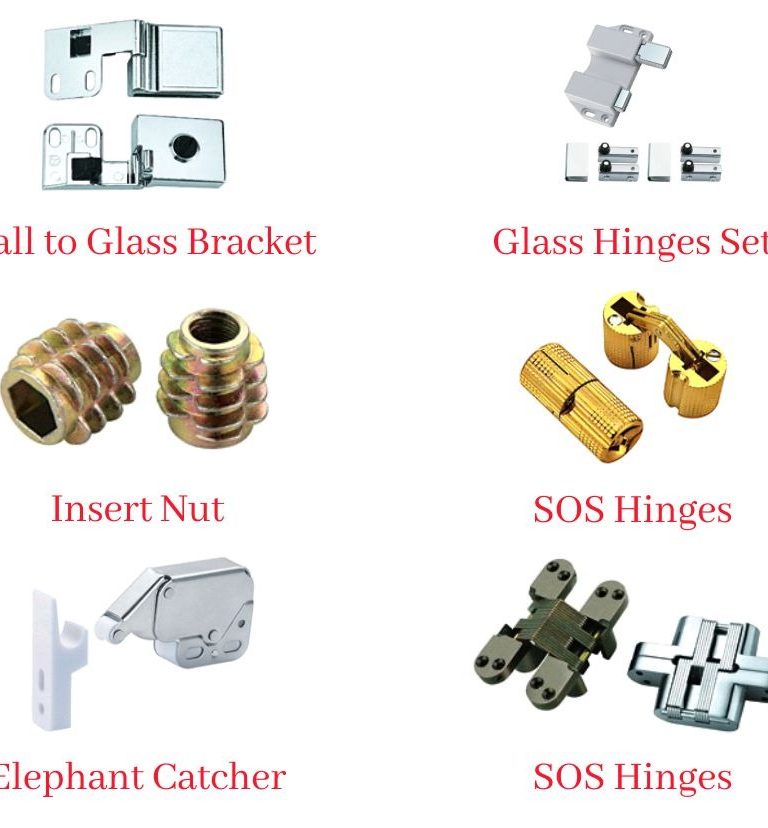 all to Glass Bracket
Glass Hinges Set
Insert Nut
SOS Hinges
Elephant Catcher
SOS Hinges